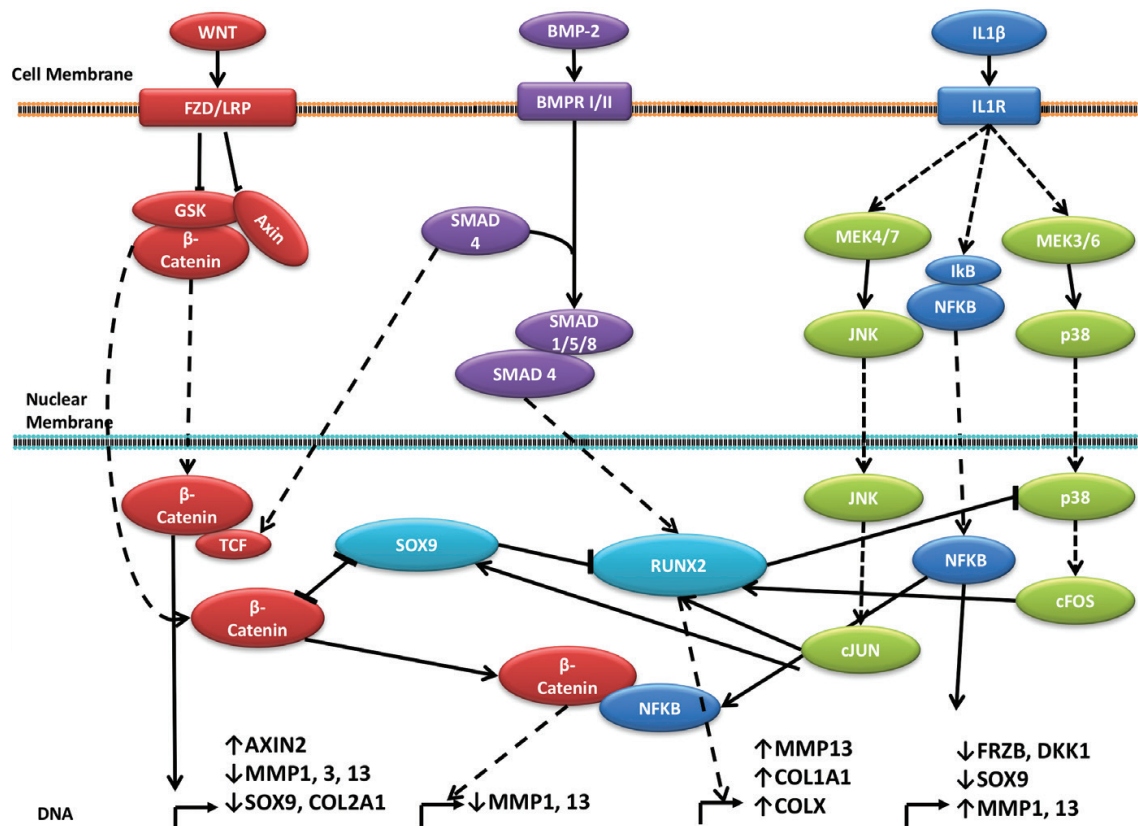 WNT
BMP-2
IL1β
Cell Membrane
FZD/LRP
BMPR I/II
IL1R
GSK
Axin
β-
Catenin
SMAD
4
MEK4/7
MEK3/6
IkB
NFKB
SMAD
1/5/8
SMAD 4
JNK
p38
Nuclear
Membrane
β-
Catenin
TCF
JNK
p38
SOX9
RUNX2
NFKB
β-
Catenin
cFOS
cJUN
β-
Catenin
NFKB
↑AXIN2
↓MMP1, 3, 13
↓SOX9, COL2A1
↓MMP1, 13
↑MMP13
↑COL1A1
↑COLX
↓FRZB, DKK1
↓SOX9
↑MMP1, 13
DNA